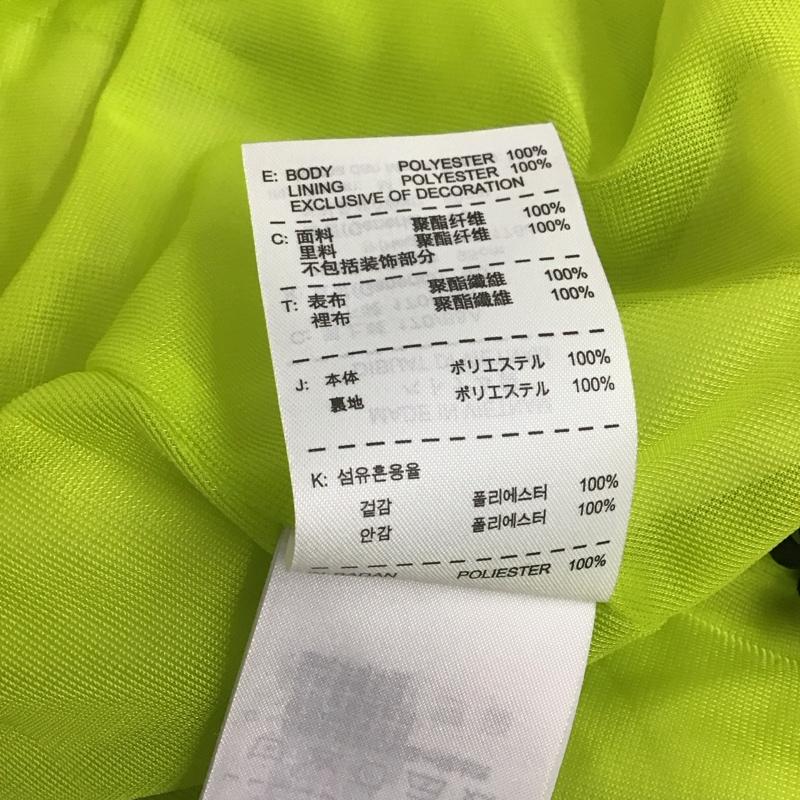 E: BODY POLYESTER 100%
LINING POLYESTER 100%
EXCLUSIVE OF DECORATION
C: 面料 聚酯纤维 100%
里料 聚酯纤维 100%
不包括装饰部分
T: 表布 聚酯纖維 100%
裡布 聚酯纖維 100%
J: 本体 ポリエステル 100%
裏地 ポリエステル 100%
K: 섬유혼용율
겉감 폴리에스터 100%
안감 폴리에스터 100%
POLIESTER 100%
MADE IN VIETNAM